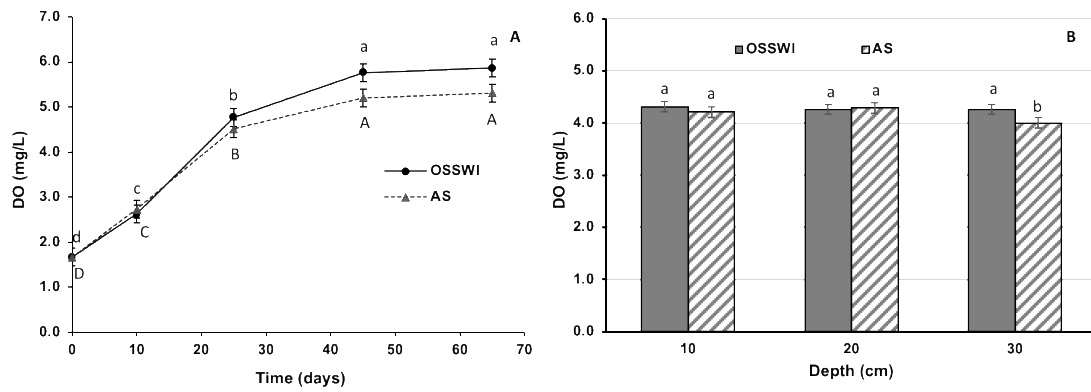 DO (mg/L)
7.0
6.0
5.0
4.0
3.0
2.0
1.0
0.0
A
a
a
b
A
A
B
c
C
d
D
OSSWI
AS
0 10 20 30 40 50 60 70
Time (days)
DO (mg/L)
6.0
5.0
4.0
3.0
2.0
1.0
0.0
OSSWI AS
B
a a a a a b
10 20 30
Depth (cm)